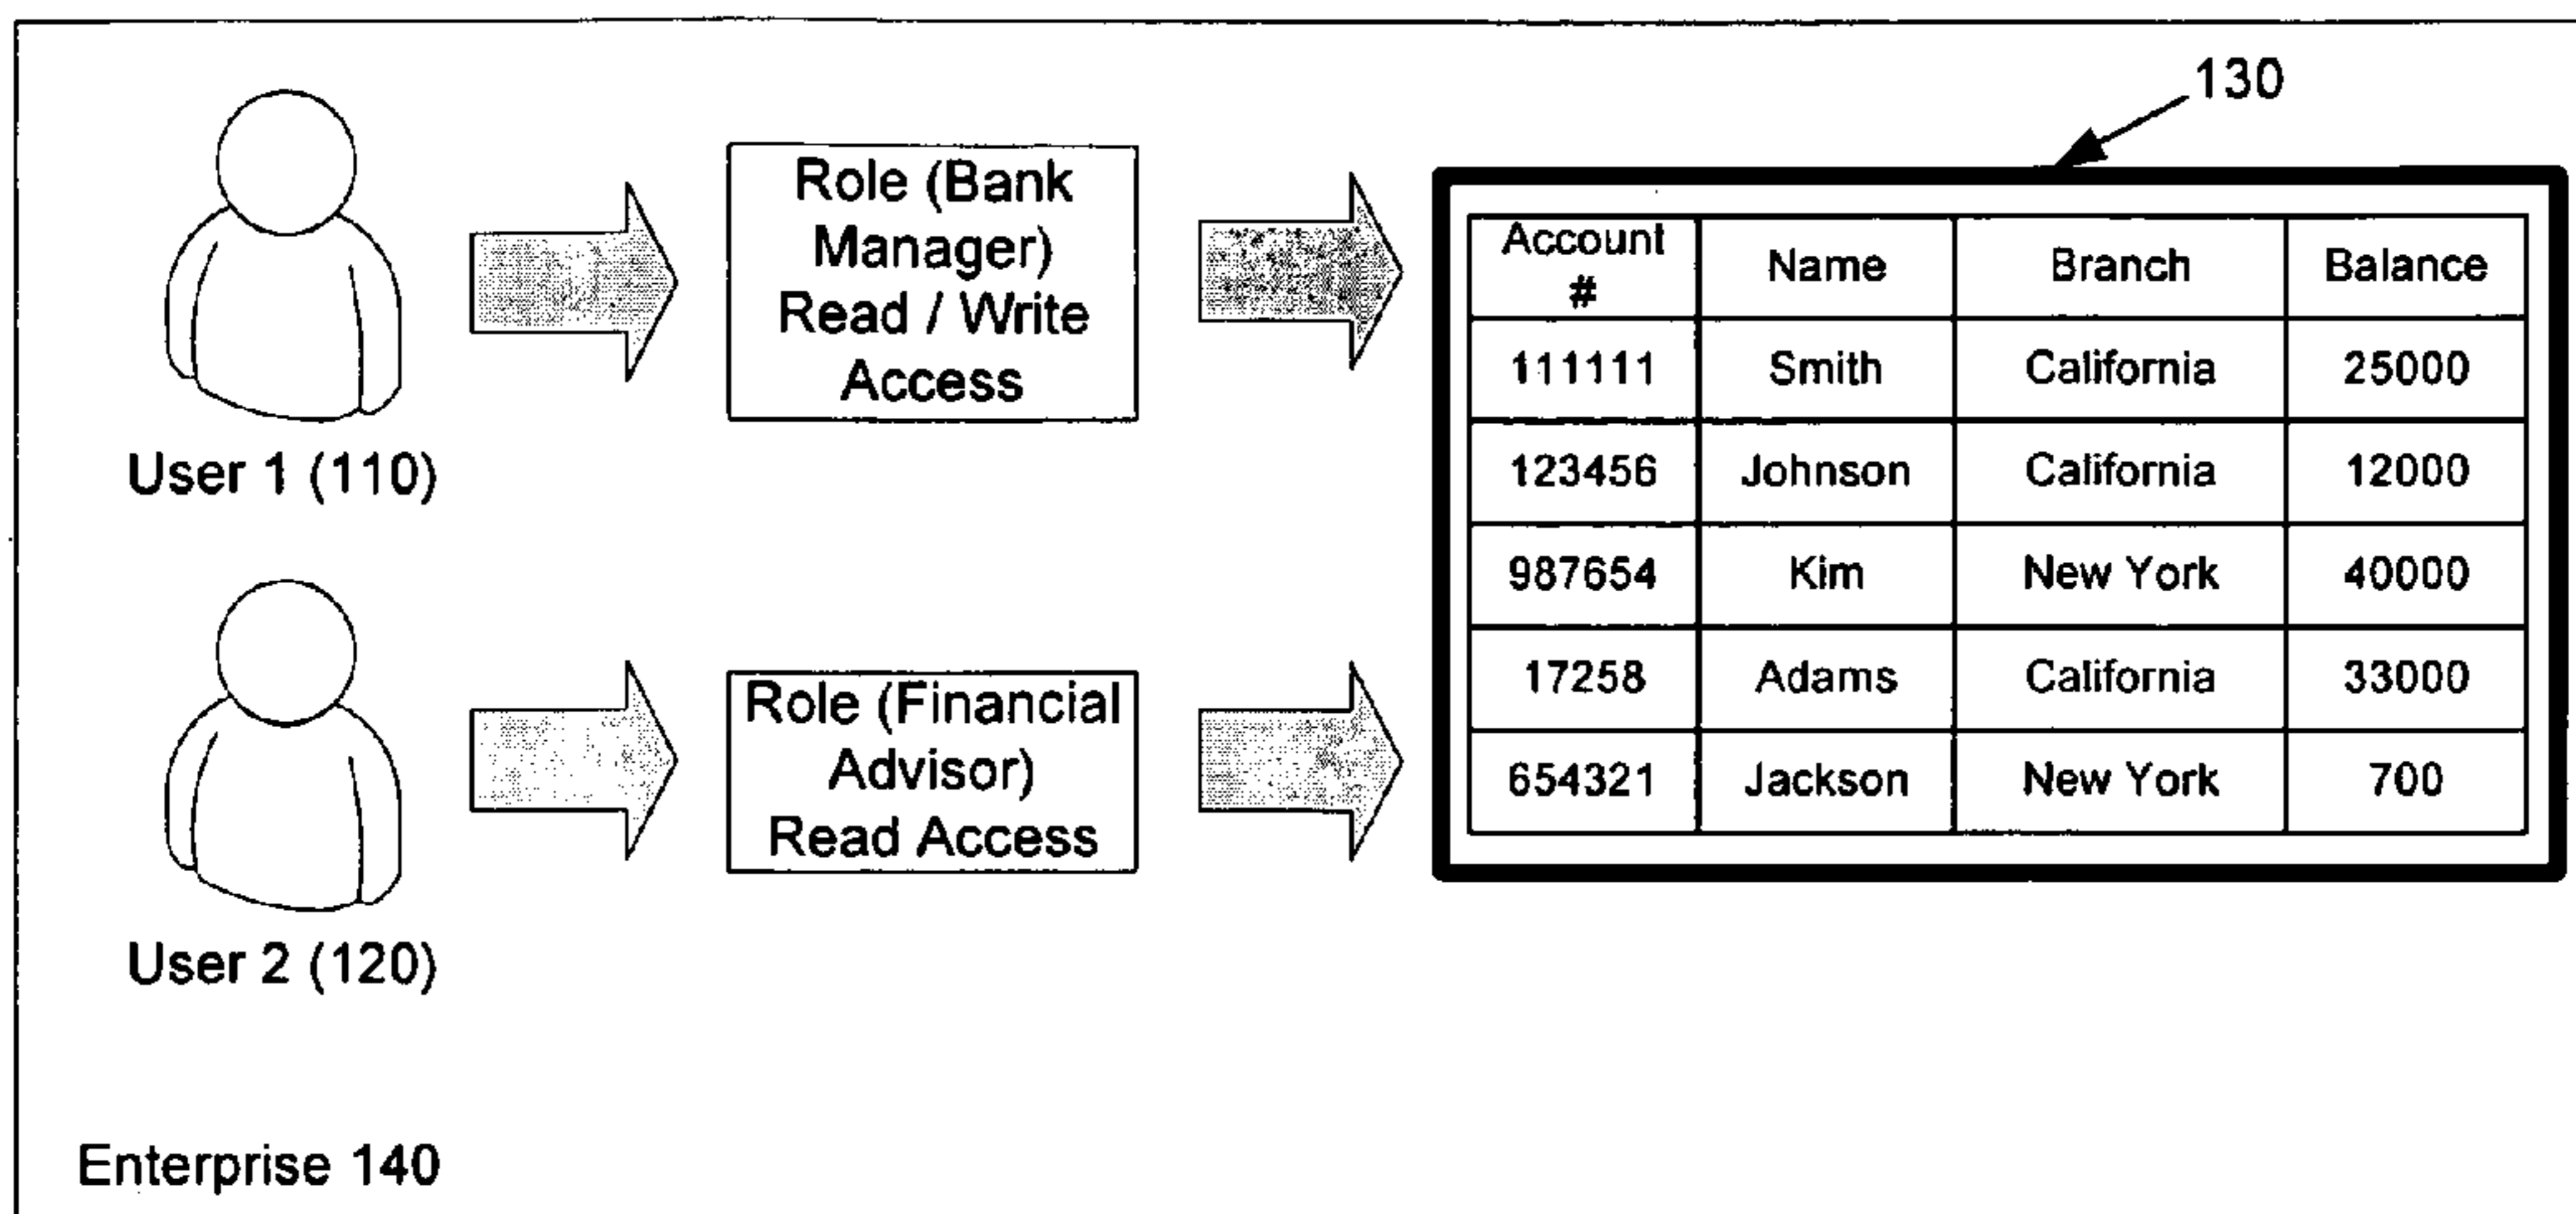 130
Role (Bank
Manager)
Read / Write
Access
User 1 (110)
Role (Financial
Advisor)
Read Access
User 2 (120)
Account
# Name Branch Balance
111111 Smith California 25000
123456 Johnson California 12000
987654 Kim New York 40000
17258 Adams California 33000
654321 Jackson New York 700
Enterprise 140